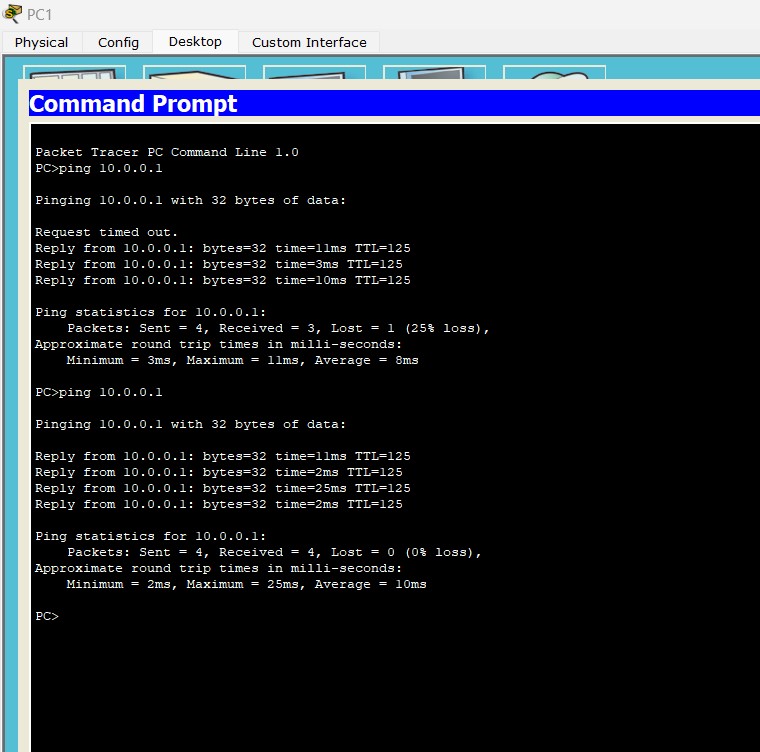 PC1
Physical Config Desktop Custom Interface
Command Prompt
Packet Tracer PC Command Line 1.0
PC>ping 10.0.0.1
Pinging 10.0.0.1 with 32 bytes of data:
Request timed out.
Reply from 10.0.0.1: bytes=32 time=11ms TTL=125
Reply from 10.0.0.1: bytes=32 time=3ms TTL=125
Reply from 10.0.0.1: bytes=32 time=10ms TTL=125
Ping statistics for 10.0.0.1:
Packets: Sent = 4, Received = 3, Lost = 1 (25% loss),
Approximate round trip times in milli-seconds:
Minimum = 3ms, Maximum = 11ms, Average = 8ms
PC>ping 10.0.0.1
Pinging 10.0.0.1 with 32 bytes of data:
Reply from 10.0.0.1: bytes=32 time=11ms TTL=125
Reply from 10.0.0.1: bytes=32 time=2ms TTL=125
Reply from 10.0.0.1: bytes=32 time=25ms TTL=125
Reply from 10.0.0.1: bytes=32 time=2ms TTL=125
Ping statistics for 10.0.0.1:
Packets: Sent = 4, Received = 4, Lost = 0 (0% loss),
Approximate round trip times in milli-seconds:
Minimum = 2ms, Maximum = 25ms, Average = 10ms
PC>